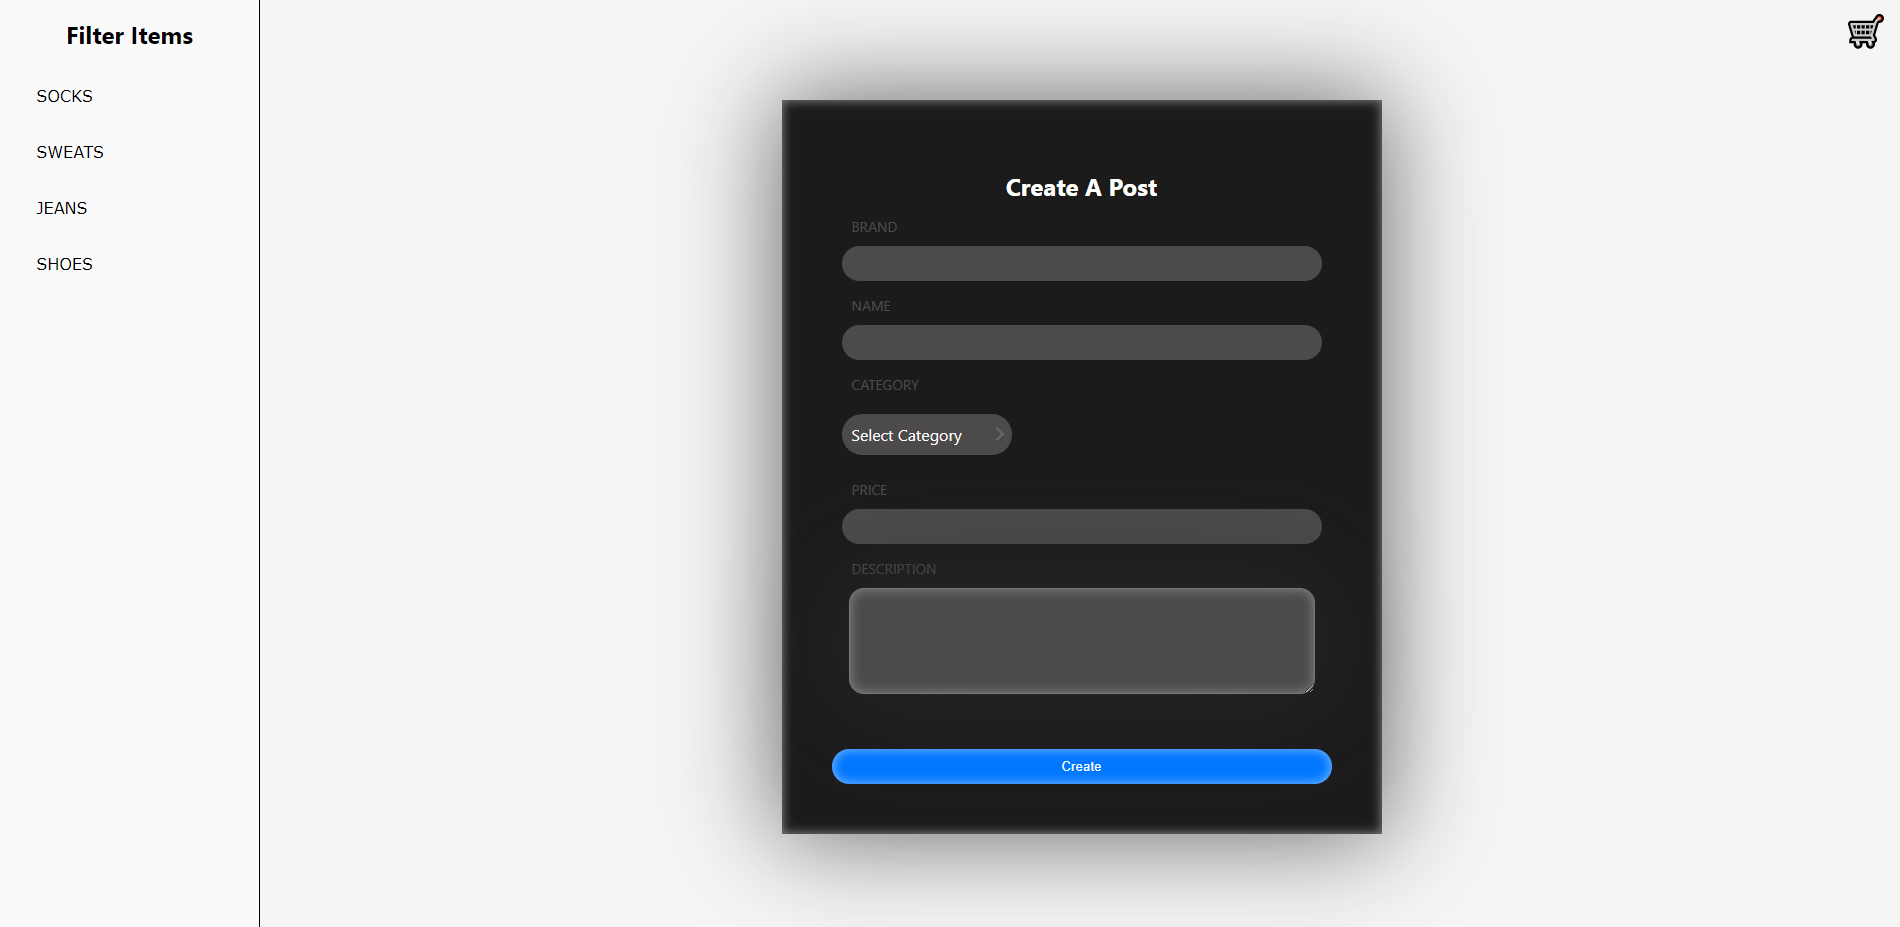 Filter Items
SOCKS
SWEATS
JEANS
SHOES
Create A Post
BRAND
NAME
CATEGORY
Select Category
PRICE
DESCRIPTION
Create